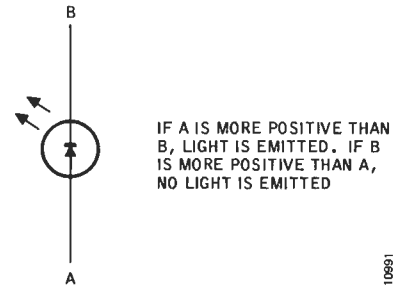 B
IF A IS MORE POSITIVE THAN
B, LIGHT IS EMITTED. IF B
IS MORE POSITIVE THAN A,
NO LIGHT IS EMITTED
A
10991